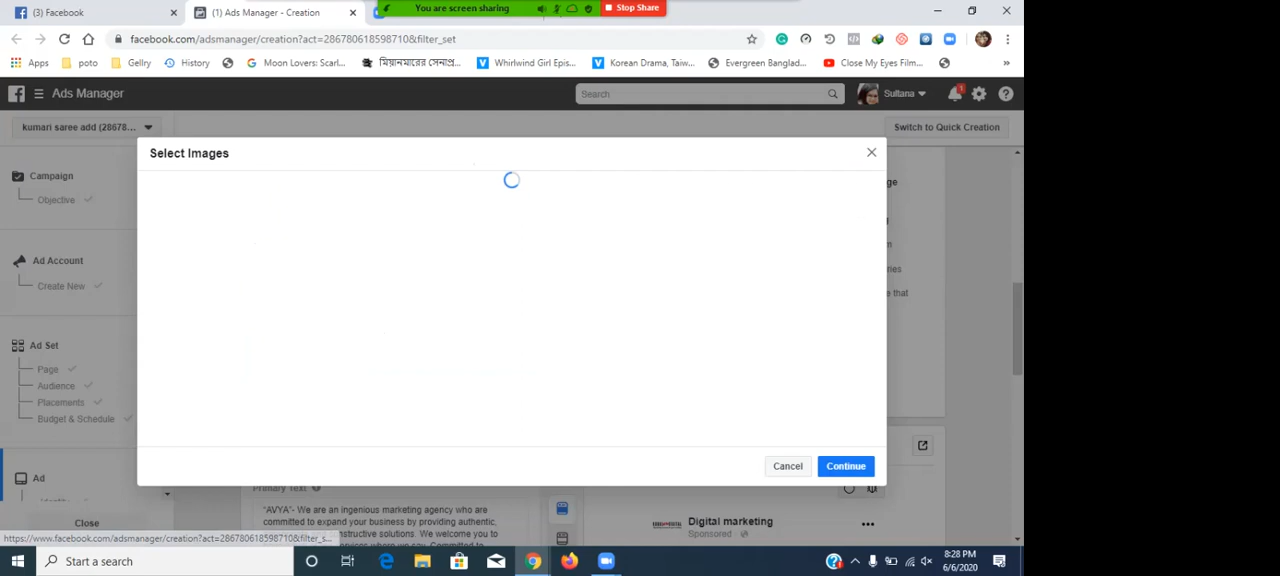 (3) Facebook
(1) Ads Manager - Creation
You are screen sharing
Stop Share
facebook.com/adsmanager/creation?act=286780618598710&filter_set
Apps
poto
Gellry
History
Moon Lovers: Scarl...
মিয়ানমারের সেনাপ্র...
Whirlwind Girl Epis...
Korean Drama, Taiw...
Evergreen Banglad...
Close My Eyes Film...
»
Ads Manager
Search
Sultana
1
kumari saree add (28678...
Switch to Quick Creation
Select Images
Campaign
Objective
Ad Account
Create New
Ad Set
Page
Audience
Placements
Budget & Schedule
Ad
Close
Cancel
Continue
Primary Text
"AVYA"- We are an ingenious marketing agency who are
committed to expand your business by providing authentic,
nstructive solutions. We welcome you to
Digital marketing
Sponsored
https://www.facebook.com/adsmanager/creation?act=286780618598710&filter_s...
Start a search
8:28 PM
6/6/2020